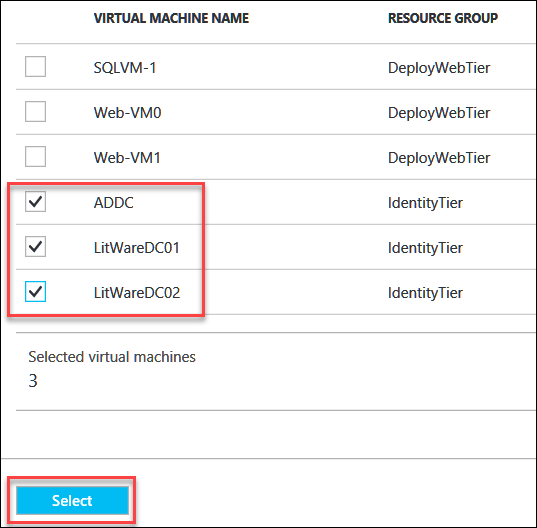 VIRTUAL MACHINE NAME RESOURCE GROUP
SQLVM-1 DeployWebTier
Web-VM0 DeployWebTier
Web-VM1 DeployWebTier
ADDC IdentityTier
LitWareDC01 IdentityTier
LitWareDC02 IdentityTier
Selected virtual machines
3
Select